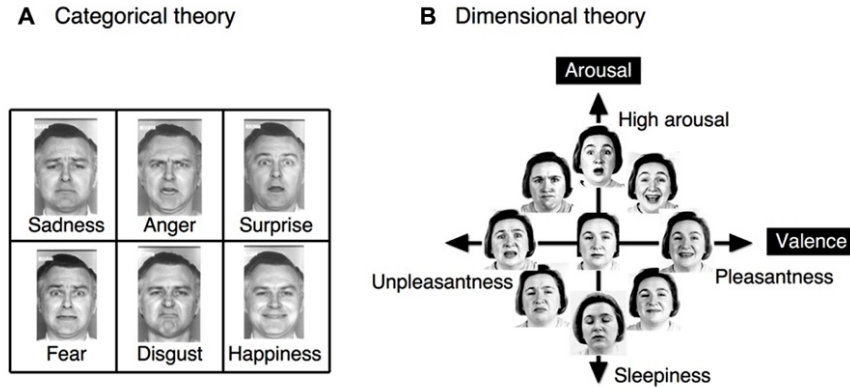 A Categorical theory
Sadness Anger Surprise
Fear Disgust Happiness
B Dimensional theory
Arousal
High arousal
Valence
Unpleasantness
Pleasantness
Sleepiness